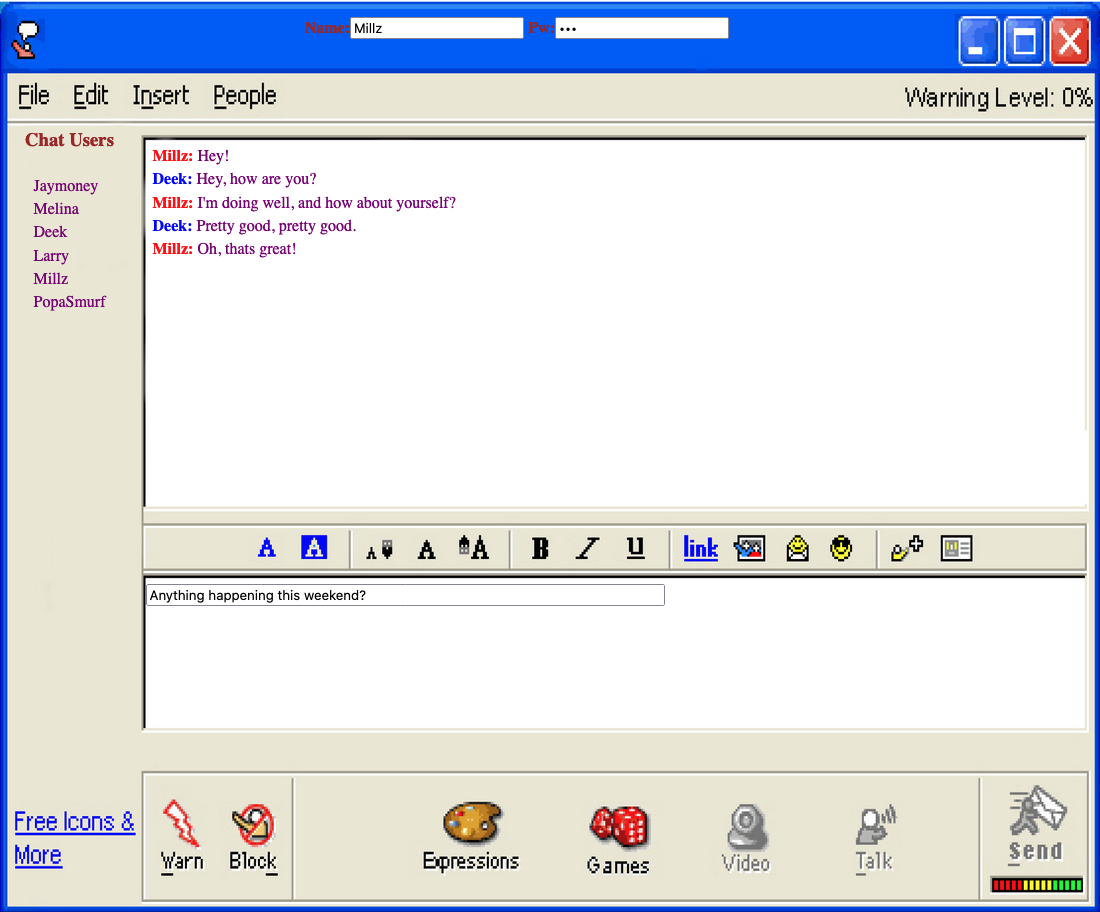 Name: Millz Pw: •••
File Edit Insert People Warning Level: 0%
Chat Users
Jaymoney
Melina
Deek
Larry
Millz
PopaSmurf
Millz: Hey!
Deek: Hey, how are you?
Millz: I'm doing well, and how about yourself?
Deek: Pretty good, pretty good.
Millz: Oh, thats great!
A A A A A B I U link
Anything happening this weekend?
Free Icons &
More
Warn Block Expressions Games Video Talk Send